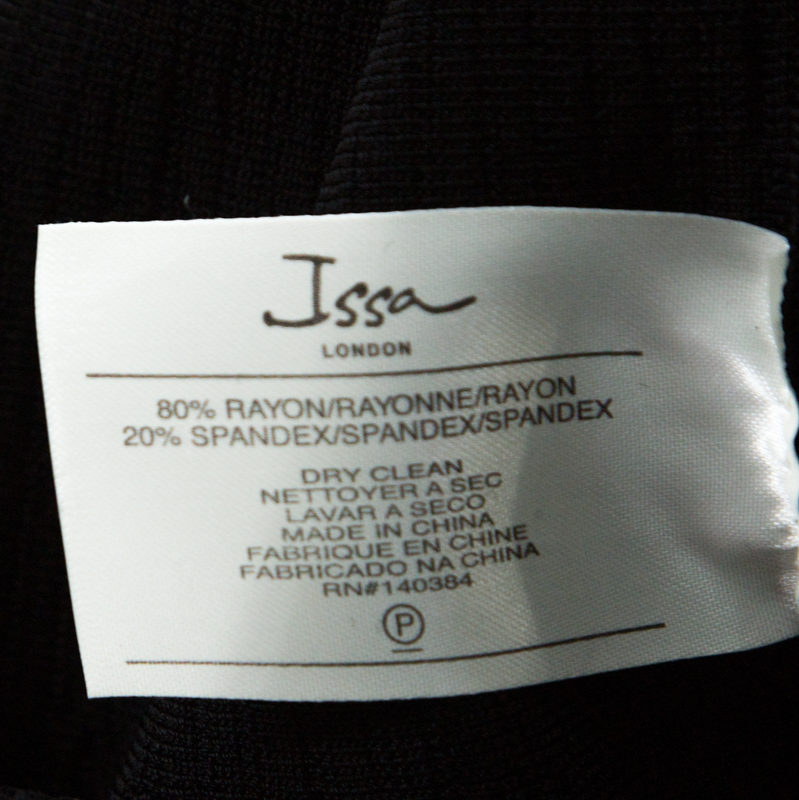 Issa
LONDON
80% RAYON/RAYONNE/RAYON
20% SPANDEX/SPANDEX/SPANDEX
DRY CLEAN
NETTOYER A SEC
LAVAR A SECO
MADE IN CHINA
FABRIQUE EN CHINE
FABRICADO NA CHINA
RN#140384
P